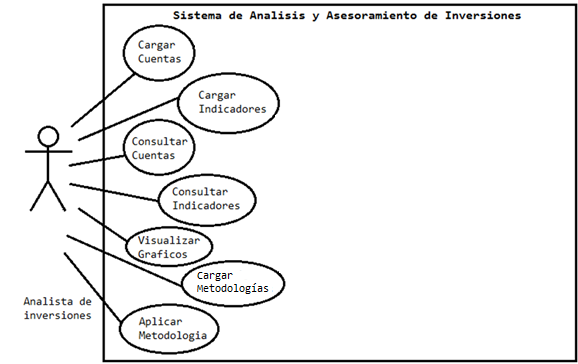 Sistema de Analisis y Asesoramiento de Inversiones
Cargar
Cuentas
Cargar
Indicadores
Consultar
Cuentas
Consultar
Indicadores
Visualizar
Graficos
Cargar
Metodologías
Analista de
inversiones
Aplicar
Metodologia